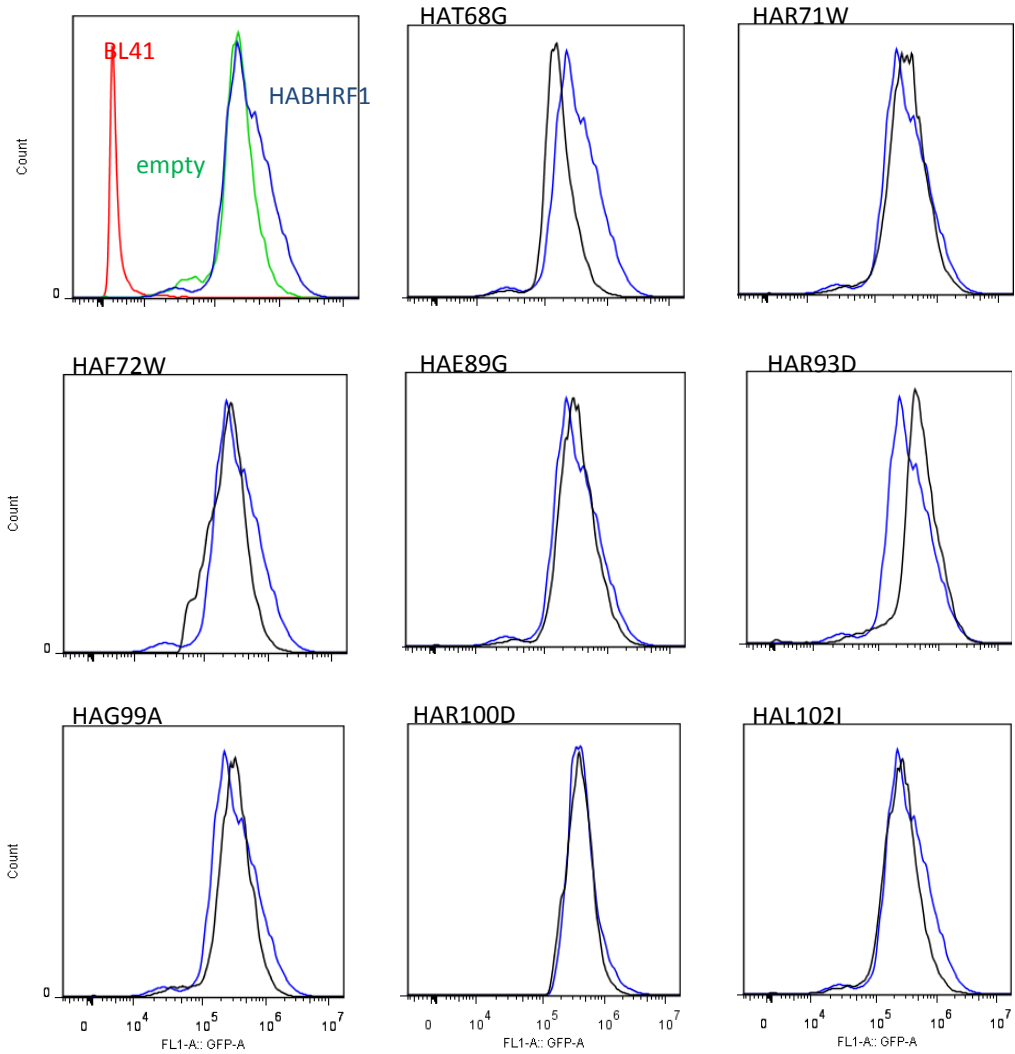 HAT68G
HAR71W
BL41
HABHRF1
empty
Count
0
HAF72W
HAE89G
HAR93D
Count
0
HAG99A
HAR100D
HAL102I
Count
0
0 10^4 10^5 10^6 10^7
0 10^4 10^5 10^6 10^7
0 10^4 10^5 10^6 10^7
FL1-A:: GFP-A
FL1-A:: GFP-A
FL1-A:: GFP-A